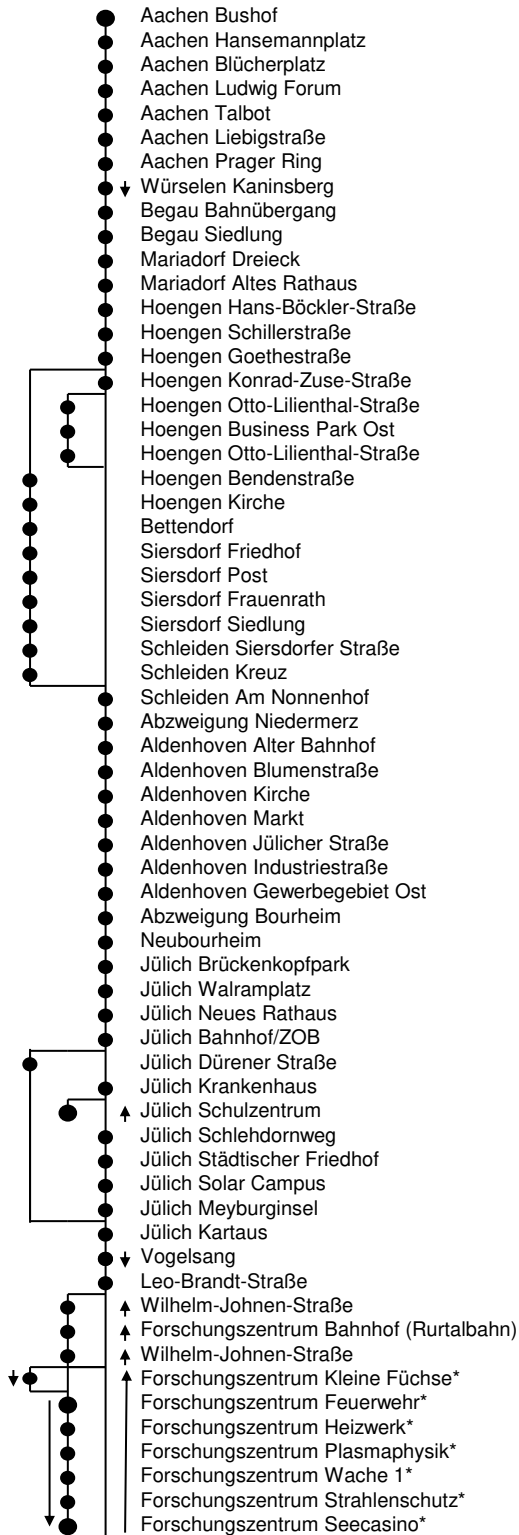 Aachen Bushof
Aachen Hansemannplatz
Aachen Blücherplatz
Aachen Ludwig Forum
Aachen Talbot
Aachen Liebigstraße
Aachen Prager Ring
Würselen Kaninsberg
Begau Bahnübergang
Begau Siedlung
Mariadorf Dreieck
Mariadorf Altes Rathaus
Hoengen Hans-Böckler-Straße
Hoengen Schillerstraße
Hoengen Goethestraße
Hoengen Konrad-Zuse-Straße
Hoengen Otto-Lilienthal-Straße
Hoengen Business Park Ost
Hoengen Otto-Lilienthal-Straße
Hoengen Bendenstraße
Hoengen Kirche
Bettendorf
Siersdorf Friedhof
Siersdorf Post
Siersdorf Frauenrath
Siersdorf Siedlung
Schleiden Siersdorfer Straße
Schleiden Kreuz
Schleiden Am Nonnenhof
Abzweigung Niedermerz
Aldenhoven Alter Bahnhof
Aldenhoven Blumenstraße
Aldenhoven Kirche
Aldenhoven Markt
Aldenhoven Jülicher Straße
Aldenhoven Industriestraße
Aldenhoven Gewerbegebiet Ost
Abzweigung Bourheim
Neubourheim
Jülich Brückenkopfpark
Jülich Walramplatz
Jülich Neues Rathaus
Jülich Bahnhof/ZOB
Jülich Dürener Straße
Jülich Krankenhaus
Jülich Schulzentrum
Jülich Schlehdornweg
Jülich Städtischer Friedhof
Jülich Solar Campus
Jülich Meyburginsel
Jülich Kartaus
Vogelsang
Leo-Brandt-Straße
Wilhelm-Johnen-Straße
Forschungszentrum Bahnhof (Rurtalbahn)
Wilhelm-Johnen-Straße
Forschungszentrum Kleine Füchse*
Forschungszentrum Feuerwehr*
Forschungszentrum Heizwerk*
Forschungszentrum Plasmaphysik*
Forschungszentrum Wache 1*
Forschungszentrum Strahlenschutz*
Forschungszentrum Seecasino*